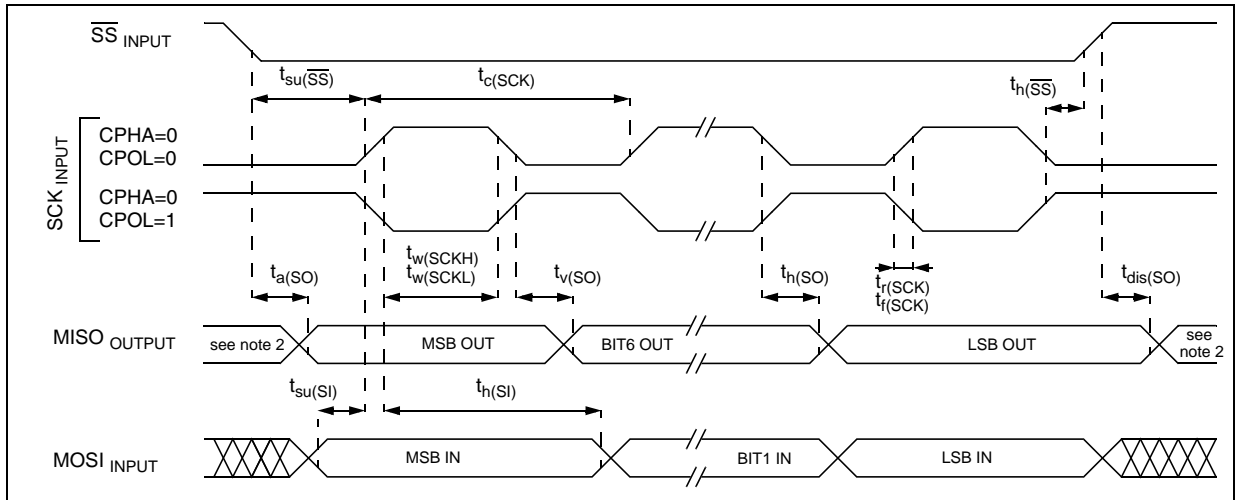 SS INPUT
tsu(SS)
tc(SCK)
th(SS)
SCK INPUT
CPHA=0
CPOL=0
CPHA=0
CPOL=1
ta(SO)
tw(SCKH)
tw(SCKL)
tv(SO)
th(SO)
tr(SCK)
tf(SCK)
tdis(SO)
MISO OUTPUT
see note 2
MSB OUT
BIT6 OUT
LSB OUT
see
note 2
tsu(SI)
th(SI)
MOSI INPUT
MSB IN
BIT1 IN
LSB IN